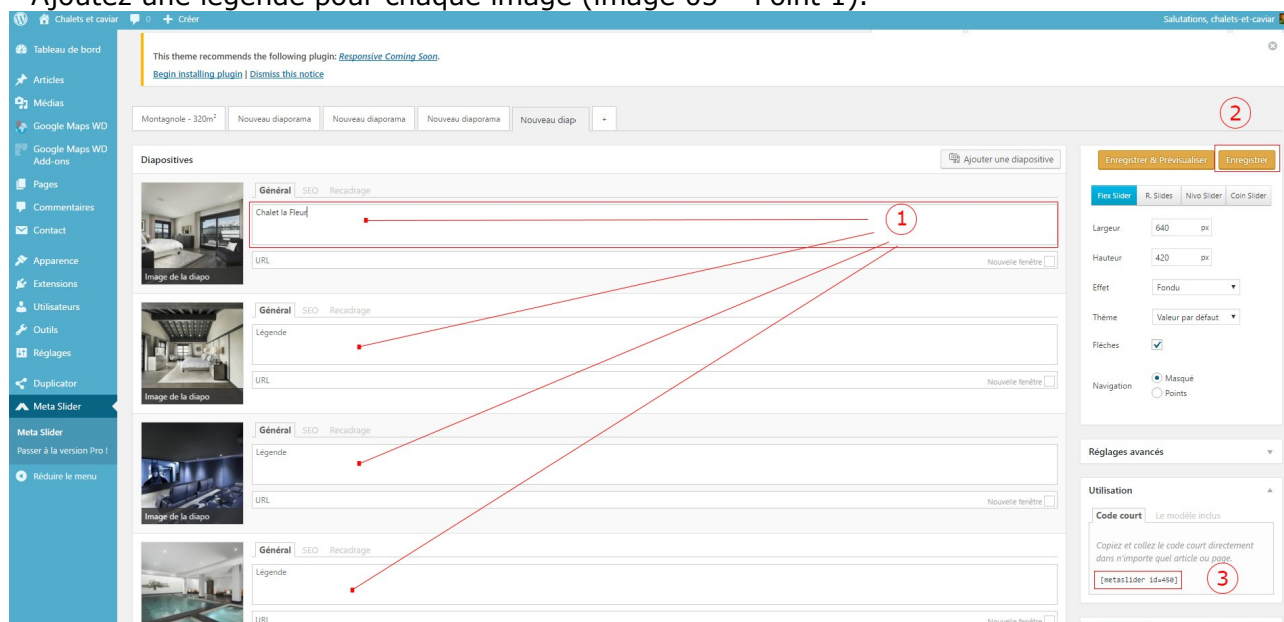 Ajoutez une légende pour chaque image (image 05 – Point 1).
Chalets et caviar 0 + Créer
Salutations, chalets-et-caviar
Tableau de bord
Articles
Médias
Google Maps WD
Google Maps WD Add-ons
Pages
Commentaires
Contact
Apparence
Extensions
Utilisateurs
Outils
Réglages
Duplicator
Meta Slider
Meta Slider
Passer à la version Pro !
Réduire le menu
This theme recommends the following plugin: Responsive Coming Soon.
Begin installing plugin | Dismiss this notice
Montagnole - 320m² Nouveau diaporama Nouveau diaporama Nouveau diaporama Nouveau diap +
Diapositives
Ajouter une diapositive
Général SEO Recadrage
Chalet la Fleur
URL
Nouvelle fenêtre
Image de la diapo
Général SEO Recadrage
Légende
URL
Nouvelle fenêtre
Image de la diapo
Général SEO Recadrage
Légende
URL
Nouvelle fenêtre
Image de la diapo
Général SEO Recadrage
Légende
URL
Nouvelle fenêtre
1
2
Enregistrer & Prévisualiser Enregistrer
Flex Slider R. Slides Nivo Slider Coin Slider
Largeur 640 px
Hauteur 420 px
Effet Fondu
Thème Valeur par défaut
Flèches
Navigation Masqué
Points
Réglages avancés
Utilisation
Code court Le modèle inclus
Copiez et collez le code court directement
dans n'importe quel article ou page.
[metaslider id=450]
3